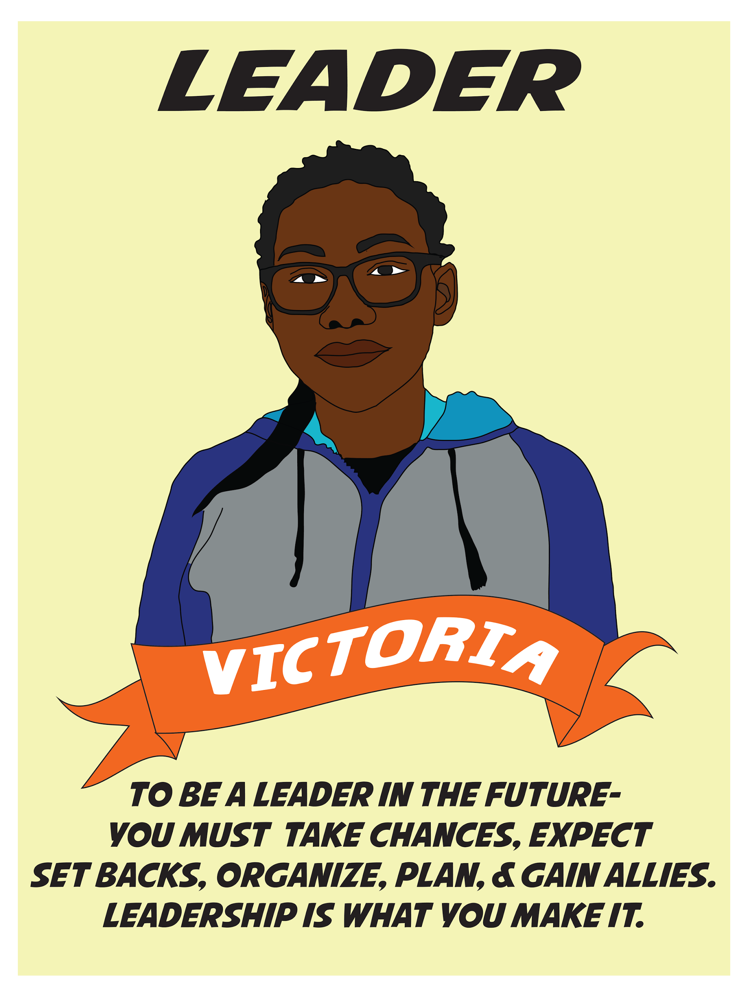 LEADER
VICTORIA
TO BE A LEADER IN THE FUTURE-
YOU MUST TAKE CHANCES, EXPECT
SET BACKS, ORGANIZE, PLAN, & GAIN ALLIES.
LEADERSHIP IS WHAT YOU MAKE IT.